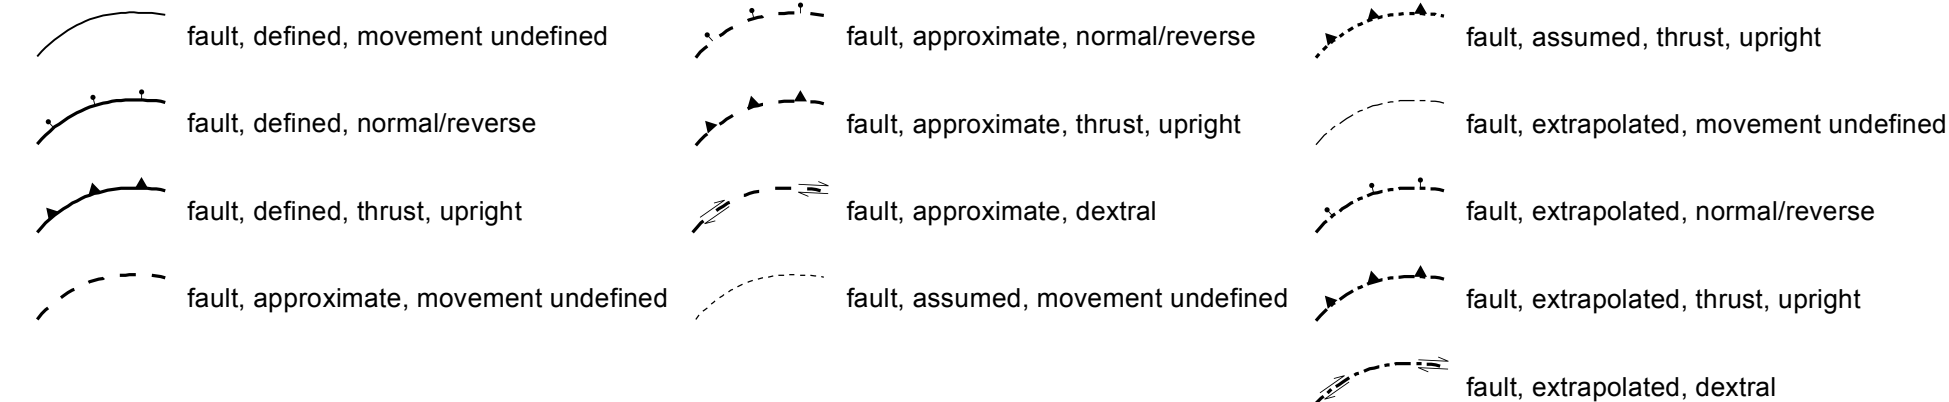 fault, defined, movement undefined
fault, defined, normal/reverse
fault, defined, thrust, upright
fault, approximate, movement undefined
fault, approximate, normal/reverse
fault, approximate, thrust, upright
fault, approximate, dextral
fault, assumed, movement undefined
fault, assumed, thrust, upright
fault, extrapolated, movement undefined
fault, extrapolated, normal/reverse
fault, extrapolated, thrust, upright
fault, extrapolated, dextral